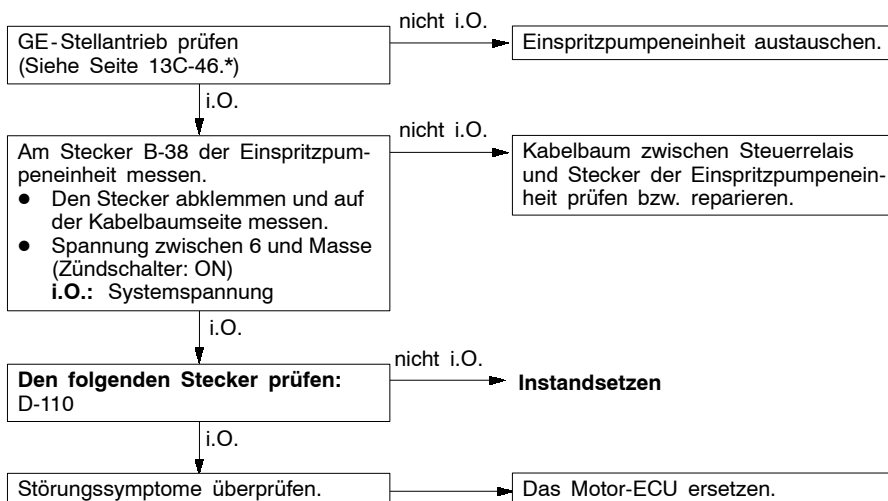 nicht i.O.
GE-Stellantrieb prüfen
(Siehe Seite 13C-46.*)
Einspritzpumpeneinheit austauschen.
i.O.
nicht i.O.
Am Stecker B-38 der Einspritzpum-
peneinheit messen.
● Den Stecker abklemmen und auf
der Kabelbaumseite messen.
● Spannung zwischen 6 und Masse
(Zündschalter: ON)
i.O.: Systemspannung
Kabelbaum zwischen Steuerrelais
und Stecker der Einspritzpumpenein-
heit prüfen bzw. reparieren.
i.O.
nicht i.O.
Den folgenden Stecker prüfen:
D-110
Instandsetzen
i.O.
Störungssymptome überprüfen.
Das Motor-ECU ersetzen.